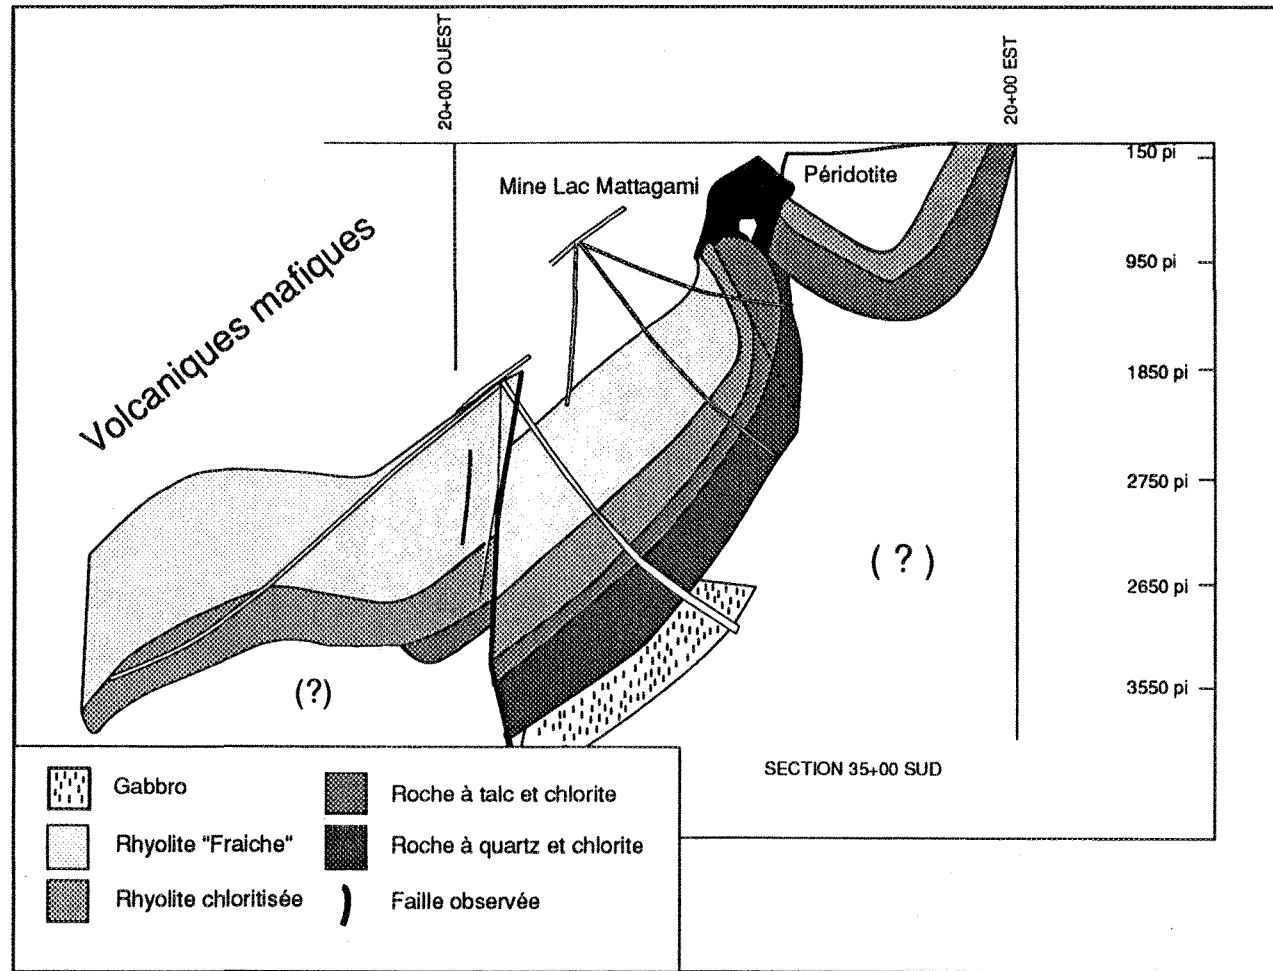 20+00 OUEST
20+00 EST
150 pi
Mine Lac Mattagami
Péridotite
Volcaniques mafiques
950 pi
1850 pi
2750 pi
( ? )
2650 pi
(?)
3550 pi
SECTION 35+00 SUD
Gabbro
Roche à talc et chlorite
Rhyolite "Fraiche"
Roche à quartz et chlorite
Rhyolite chloritisée
Faille observée